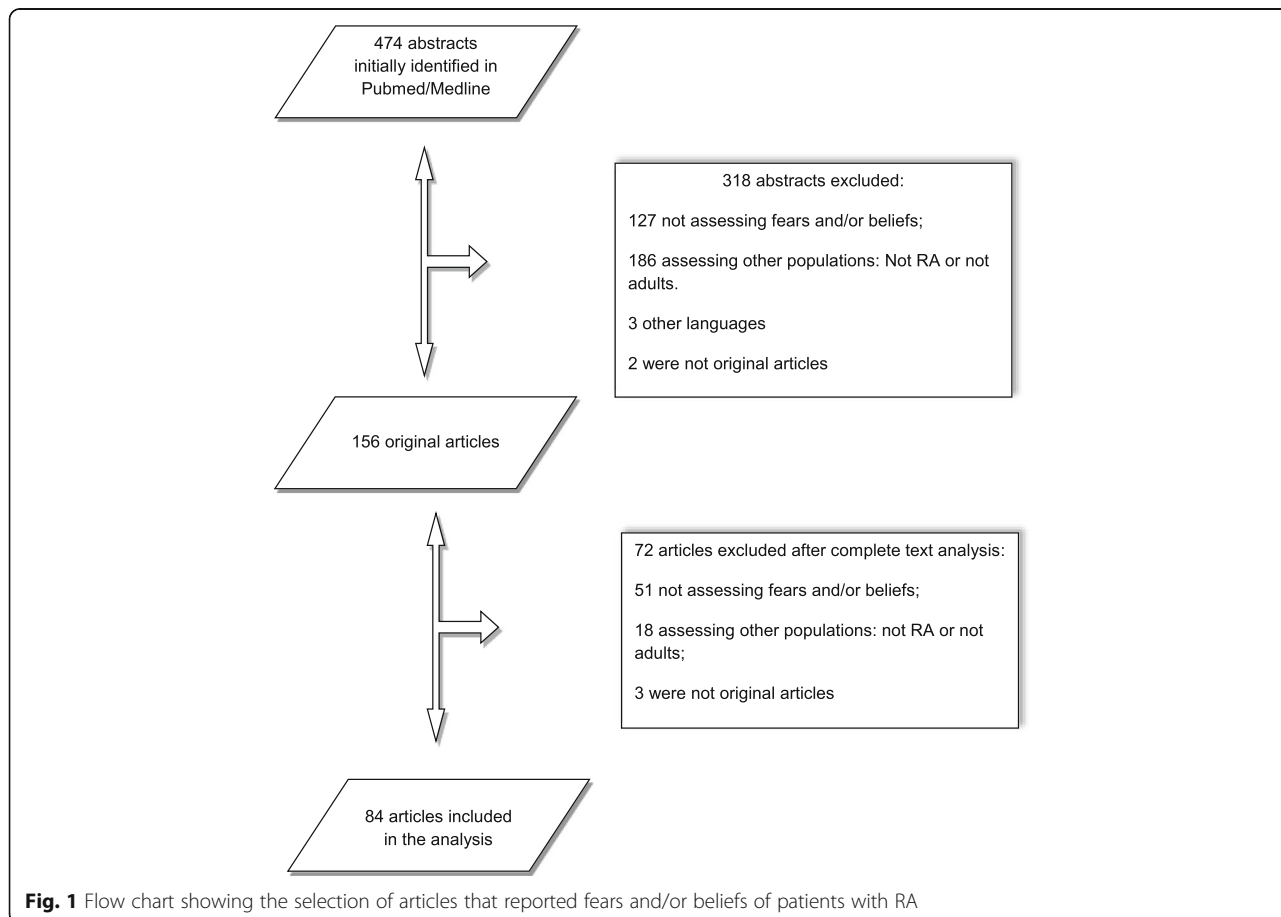 474 abstracts
initially identified in
Pubmed/Medline
318 abstracts excluded:
127 not assessing fears and/or beliefs;
186 assessing other populations: Not RA or not
adults.
3 other languages
2 were not original articles
156 original articles
72 articles excluded after complete text analysis:
51 not assessing fears and/or beliefs;
18 assessing other populations: not RA or not
adults;
3 were not original articles
84 articles included
in the analysis
Fig. 1 Flow chart showing the selection of articles that reported fears and/or beliefs of patients with RA